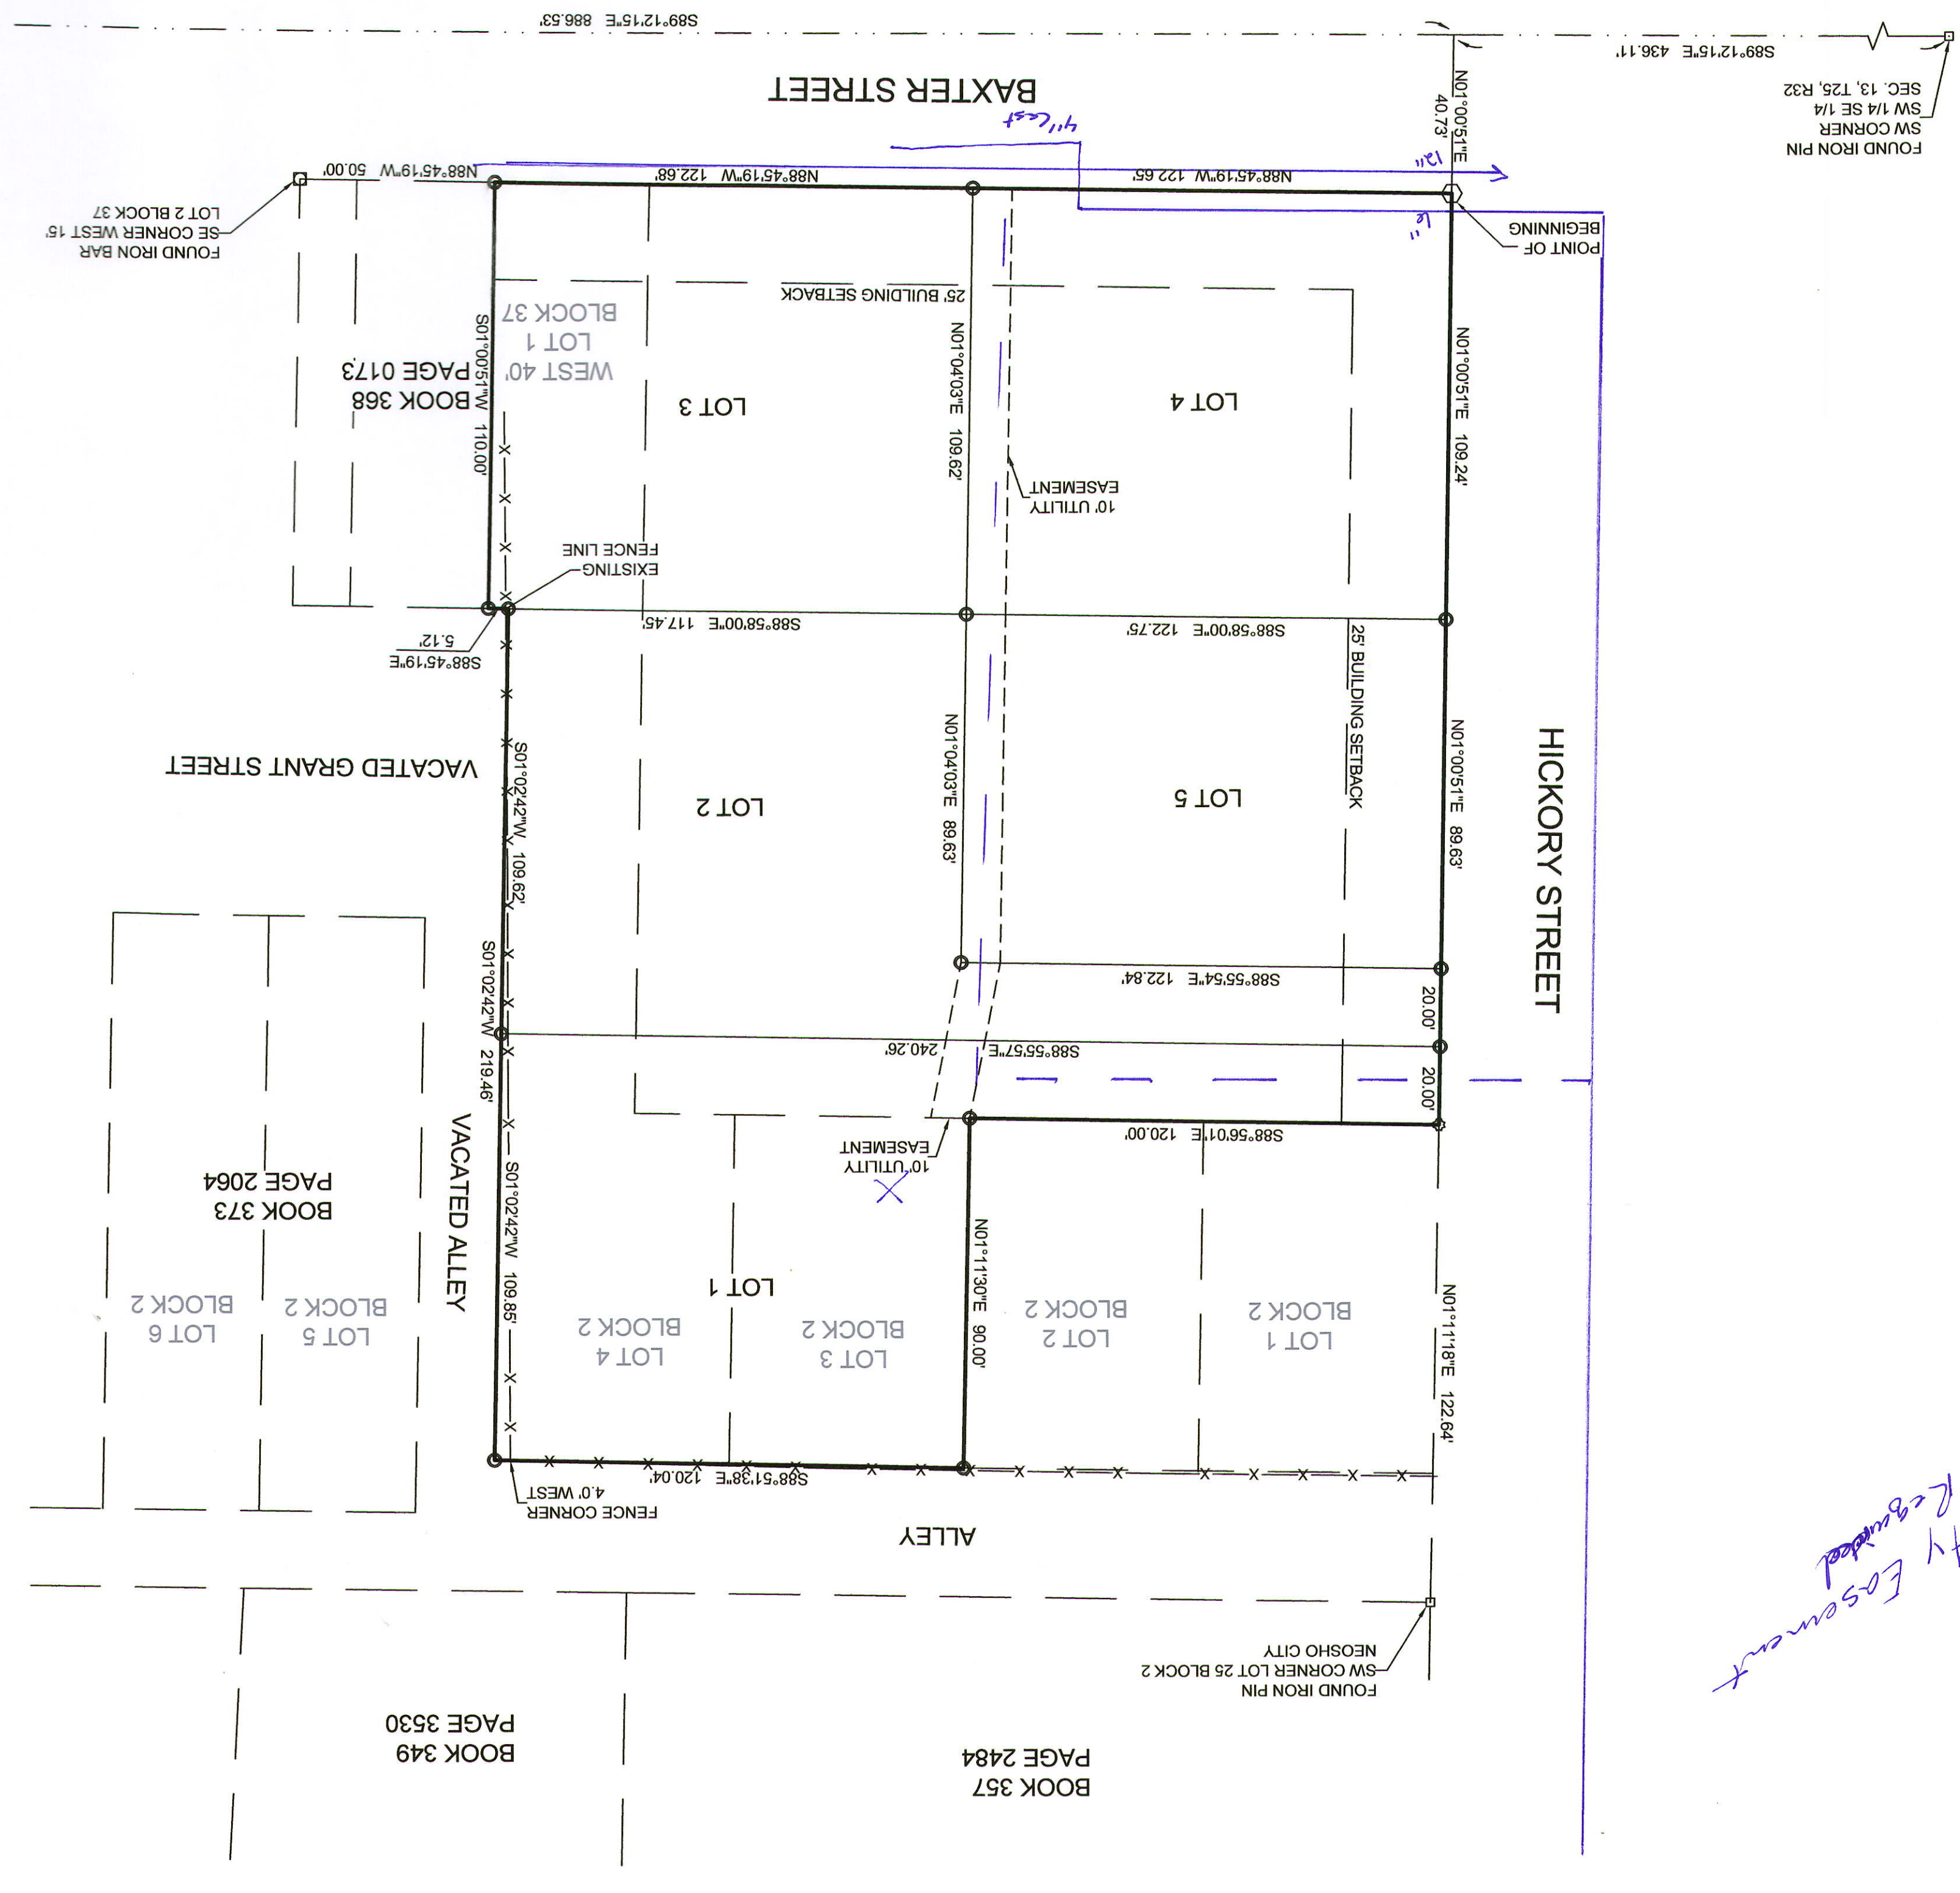 BOOK 357
PAGE 2484
BOOK 349
PAGE 3530
FOUND IRON PIN
SW CORNER LOT 25 BLOCK 2
NEOSHO CITY
Easement
Required
ALLEY
FENCE CORNER
4.0' WEST
S88°51'38"E 120.04'
N01°11'18"E 122.64'
LOT 1
BLOCK 2
LOT 2
BLOCK 2
N01°11'30"E 90.00'
LOT 3
BLOCK 2
LOT 4
BLOCK 2
LOT 1
S01°02'42"W 109.85'
LOT 5
BLOCK 2
LOT 6
BLOCK 2
VACATED ALLEY
BOOK 373
PAGE 2064
X
10' UTILITY
EASEMENT
S88°56'01"E 120.00'
20.00'
20.00'
S88°55'57"E 240.26'
S01°02'42"W 219.46'
S88°55'54"E 122.84'
HICKORY STREET
LOT 5
LOT 2
N01°00'51"E 89.63'
N01°04'03"E 89.63'
S01°02'42"W 109.62'
VACATED GRANT STREET
25' BUILDING SETBACK
S88°45'19"E
5.12'
S88°58'00"E 122.75'
S88°58'00"E 117.45'
EXISTING
FENCE LINE
10' UTILITY
EASEMENT
N01°00'51"E 109.24'
LOT 4
N01°04'03"E 109.62'
LOT 3
S01°00'51"W 110.00'
BOOK 368
PAGE 0173
WEST 40'
LOT 1
BLOCK 37
25' BUILDING SETBACK
POINT OF
BEGINNING
6"
FOUND IRON BAR
SE CORNER WEST 15'
LOT 2 BLOCK 37
N88°45'19"W 122.65'
N88°45'19"W 122.68'
N88°45'19"W 50.00'
12"
4" Cast
FOUND IRON PIN
SW CORNER
SW 1/4 SE 1/4
SEC. 13, T25, R32
N01°00'51"E
40.73'
BAXTER STREET
S89°12'15"E 436.11'
S89°12'15"E 886.53'